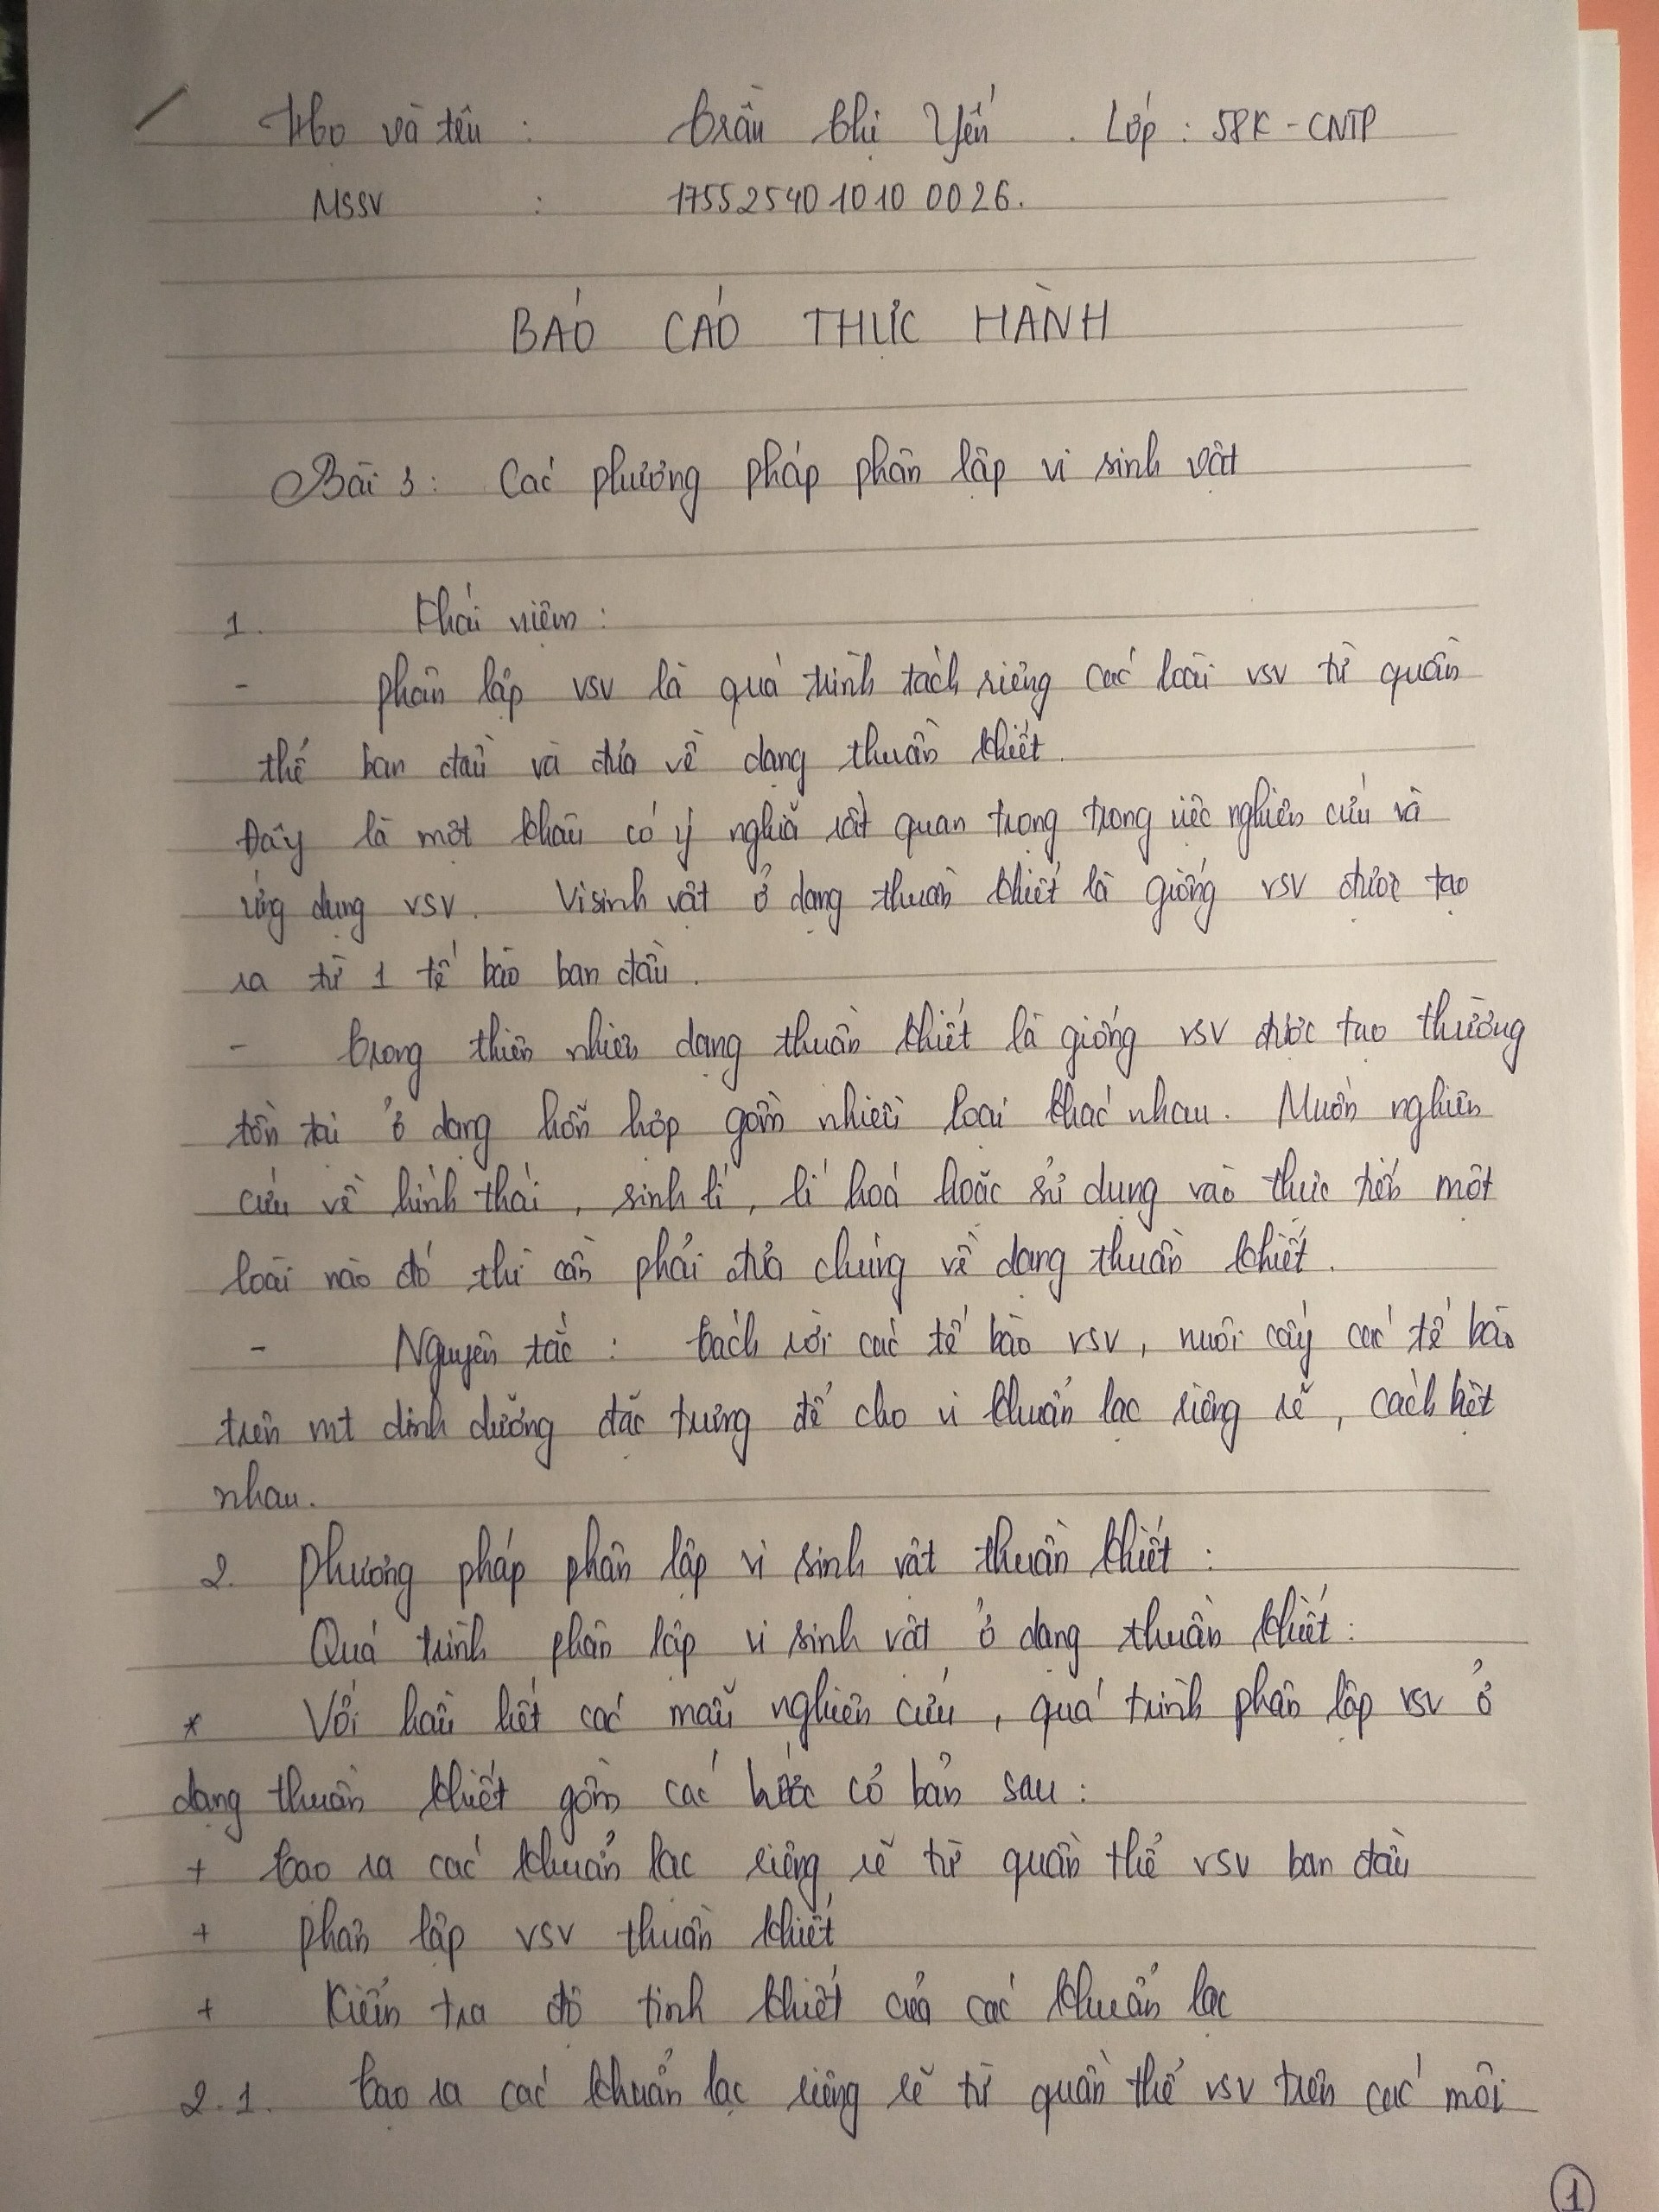 Họ và tên : Trần Thị Yến . Lớp : 58K - CNTP
MSSV : 1755254010100026.
BÁO CÁO THỰC HÀNH
Bài 3: Các phương pháp phân lập vi sinh vật
1. Khái niệm :
- phân lập vsv là quá trình tách riêng các loài vsv từ quần
thể ban đầu và đưa về dạng thuần khiết.
Đây là một khâu có ý nghĩa rất quan trọng trong việc nghiên cứu và
ứng dụng vsv. Vi sinh vật ở dạng thuần khiết là giống vsv được tạo
ra từ 1 tế bào ban đầu.
- Trong thiên nhiên dạng thuần khiết là giống vsv được tạo thường
tồn tại ở dạng hỗn hợp gồm nhiều loại khác nhau. Muốn nghiên
cứu về hình thái, sinh lí, lí hoá hoặc sử dụng vào thực tiến một
loài nào đó thì cần phải đưa chúng về dạng thuần khiết.
- Nguyên tắc : Tách rời các tế bào vsv, nuôi cấy các tế bào
trên mt dinh dưỡng đặc trưng để cho vi khuẩn lạc riêng rẽ, cách biệt
nhau.
2. Phương pháp phân lập vi sinh vật thuần khiết :
Quá trình phân lập vi sinh vật ở dạng thuần khiết :
* Với hầu hết các mẫu nghiên cứu, quá trình phân lập vsv ở
dạng thuần khiết gồm các bước cơ bản sau :
+ Tạo ra các khuẩn lạc riêng rẽ từ quần thể vsv ban đầu
+ Phân lập vsv thuần khiết
+ Kiểm tra độ tinh khiết của các khuẩn lạc
2.1. Tạo ra các khuẩn lạc riêng rẽ từ quần thể vsv trên các môi
1